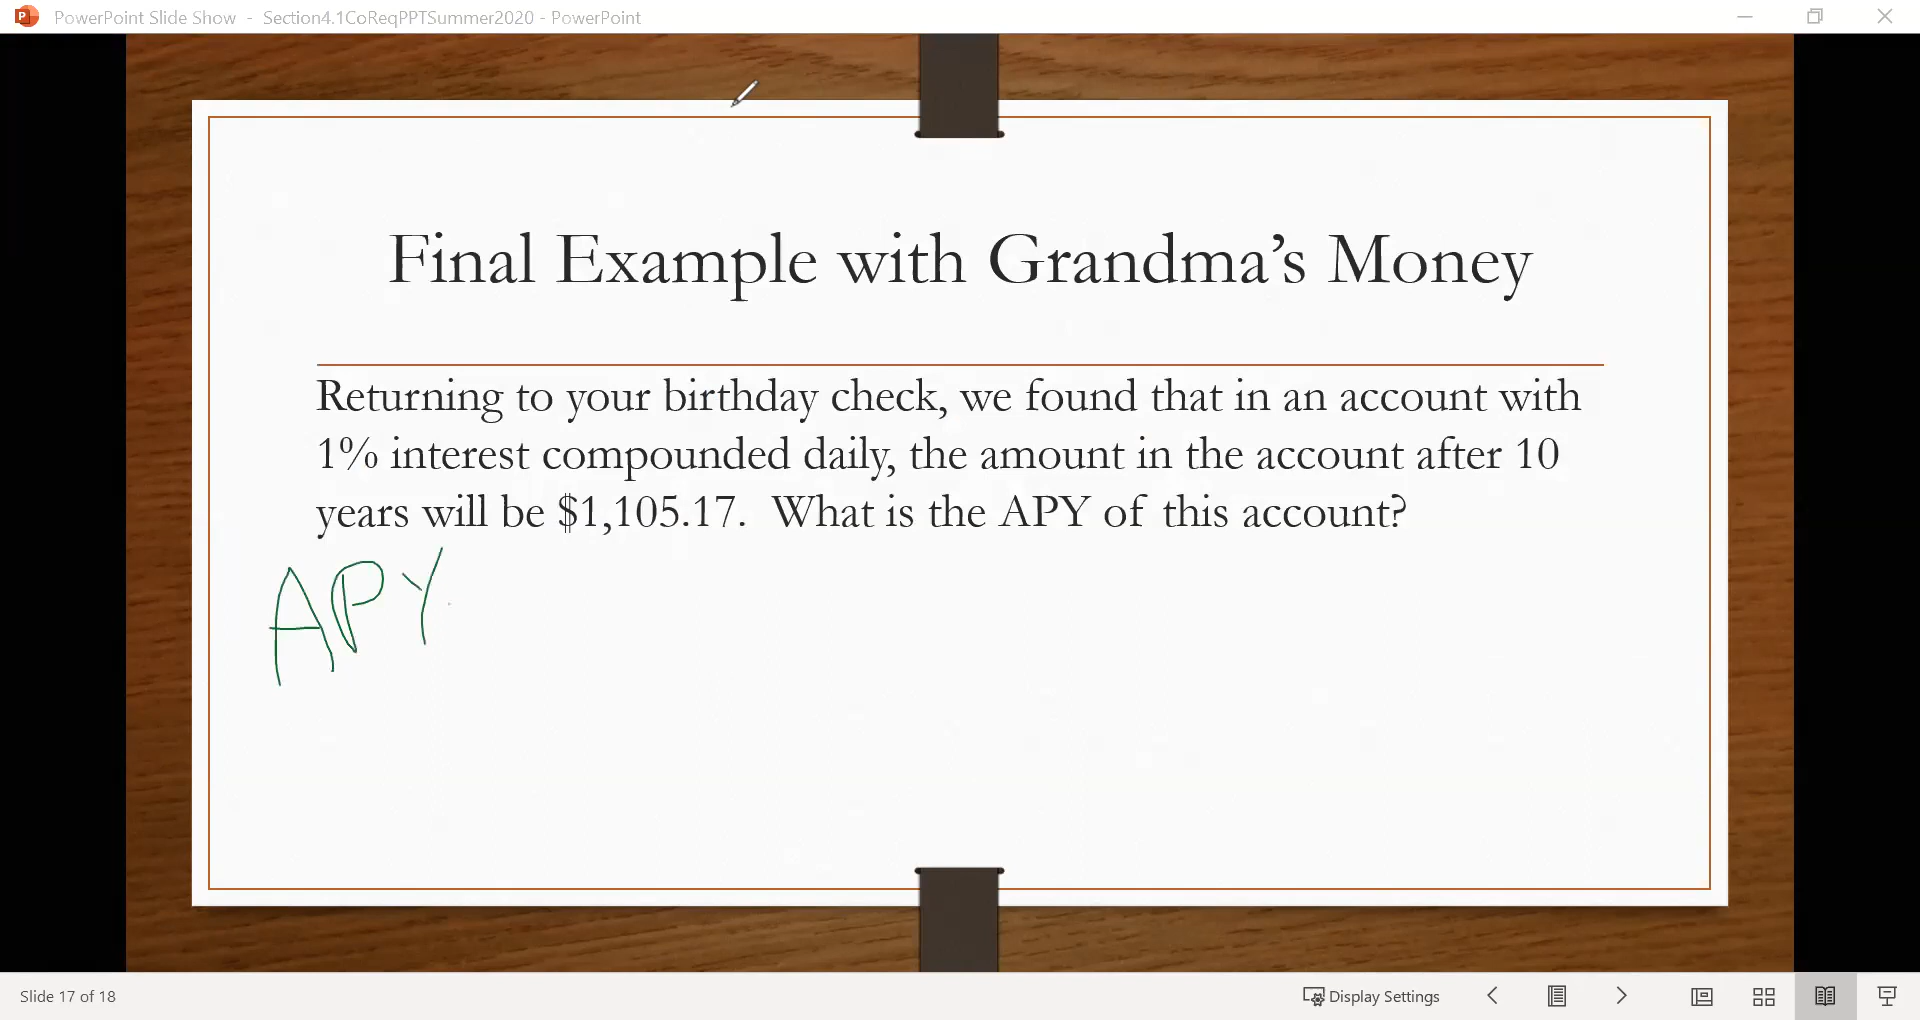 PowerPoint Slide Show - Section4.1CoReqPPTSummer2020 - PowerPoint
Final Example with Grandma’s Money
Returning to your birthday check, we found that in an account with
1% interest compounded daily, the amount in the account after 10
years will be $1,105.17. What is the APY of this account?
APY
Slide 17 of 18
Display Settings